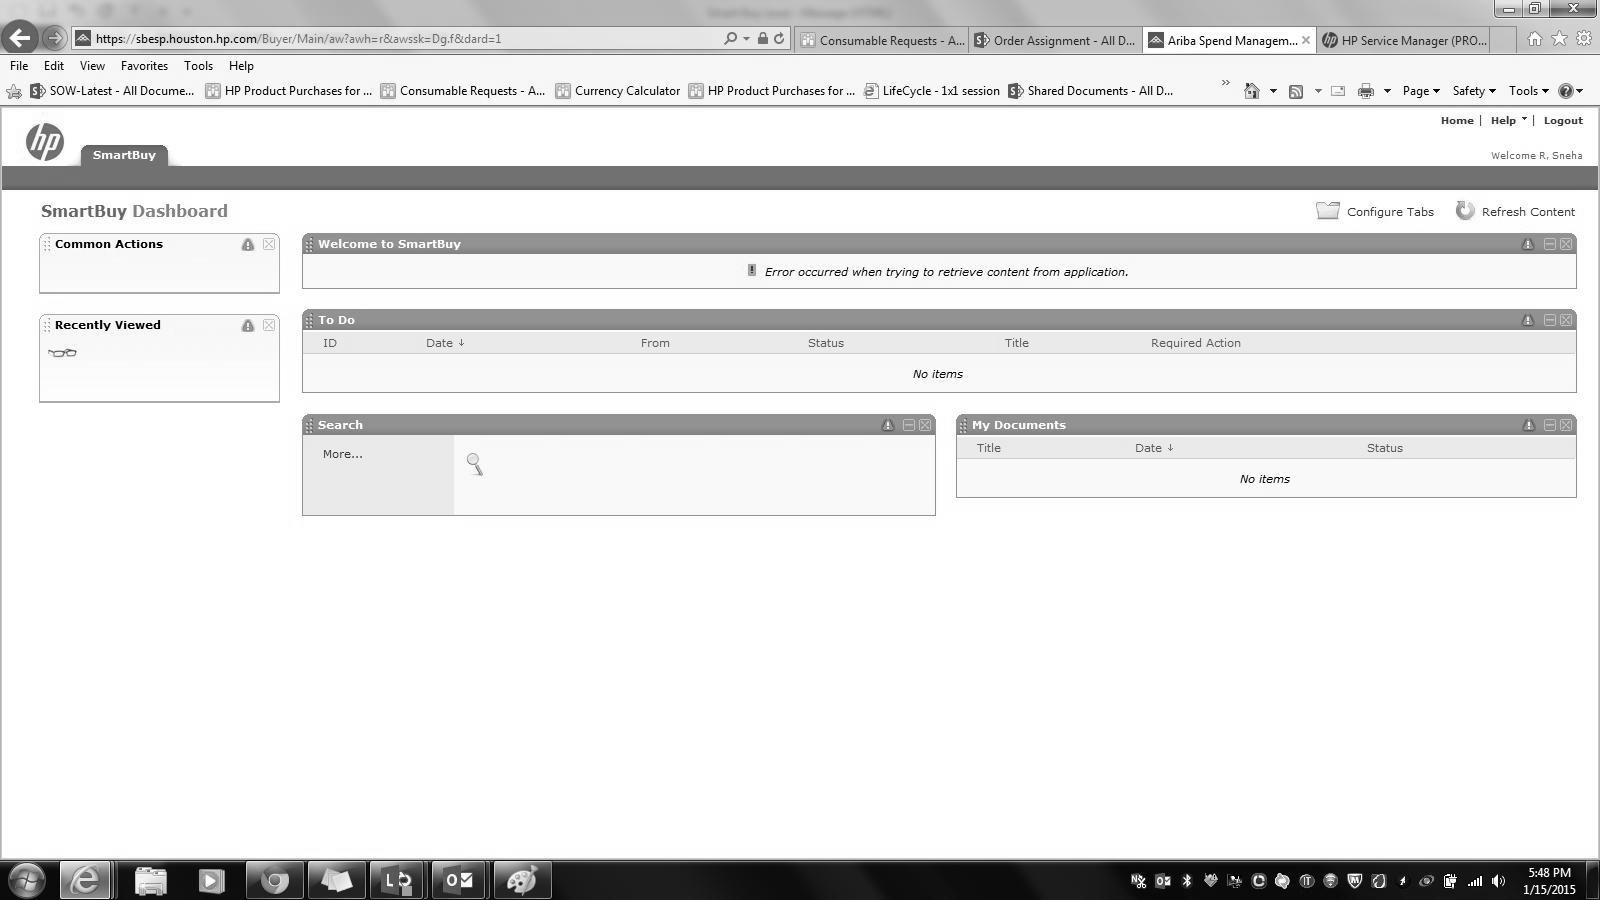 https://sbesp.houston.hp.com/Buyer/Main/aw?awh=r&awssk=Dg.f&dard=1
Consumable Requests - A...
Order Assignment - All D...
Ariba Spend Managem...
HP Service Manager (PRO...
File Edit View Favorites Tools Help
SOW-Latest - All Docume... HP Product Purchases for ... Consumable Requests - A... Currency Calculator HP Product Purchases for ... LifeCycle - 1x1 session Shared Documents - All D... » Page Safety Tools
Home | Help | Logout
hp
SmartBuy
Welcome R, Sneha
SmartBuy Dashboard
Configure Tabs Refresh Content
Common Actions
Recently Viewed
Welcome to SmartBuy
Error occurred when trying to retrieve content from application.
To Do
ID Date ↓ From Status Title Required Action
No items
Search
More...
My Documents
Title Date ↓ Status
No items
5:48 PM
1/15/2015